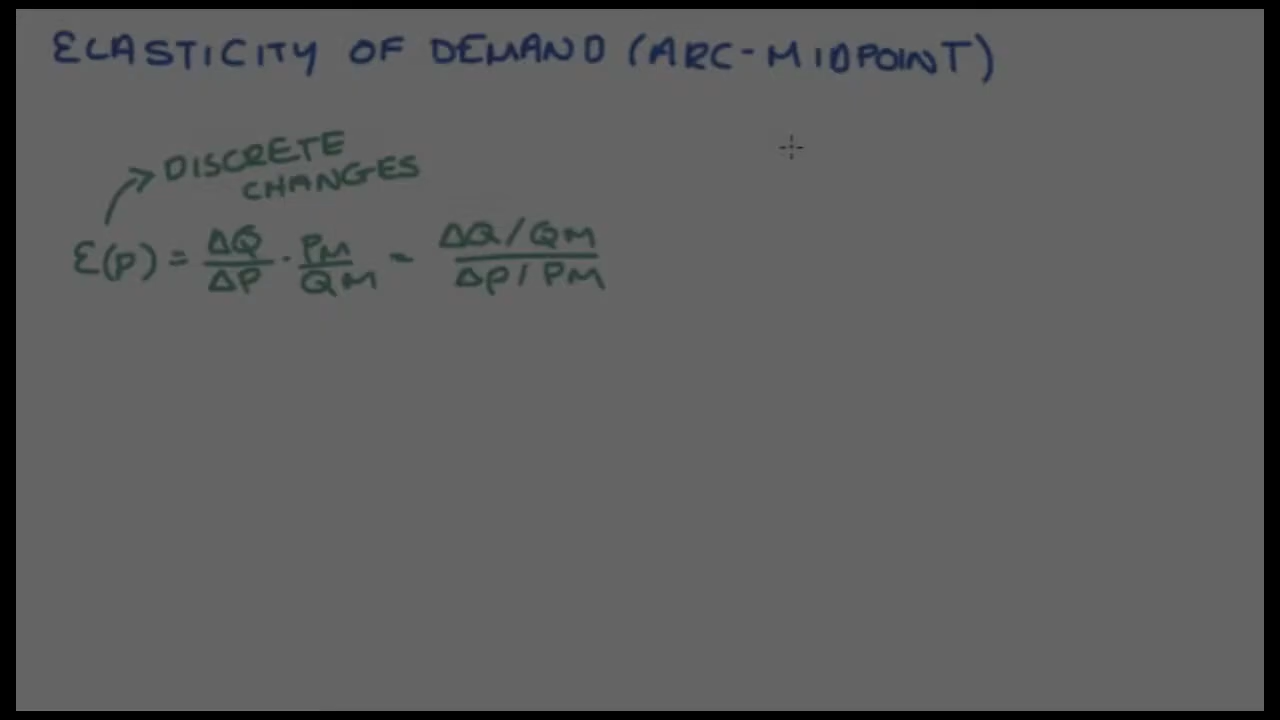 ELASTICITY OF DEMAND (ARC-MIDPOINT)
DISCRETE
CHANGES
E(p) = ΔQ/ΔP · PM/QM = ΔQ/QM / ΔP/PM